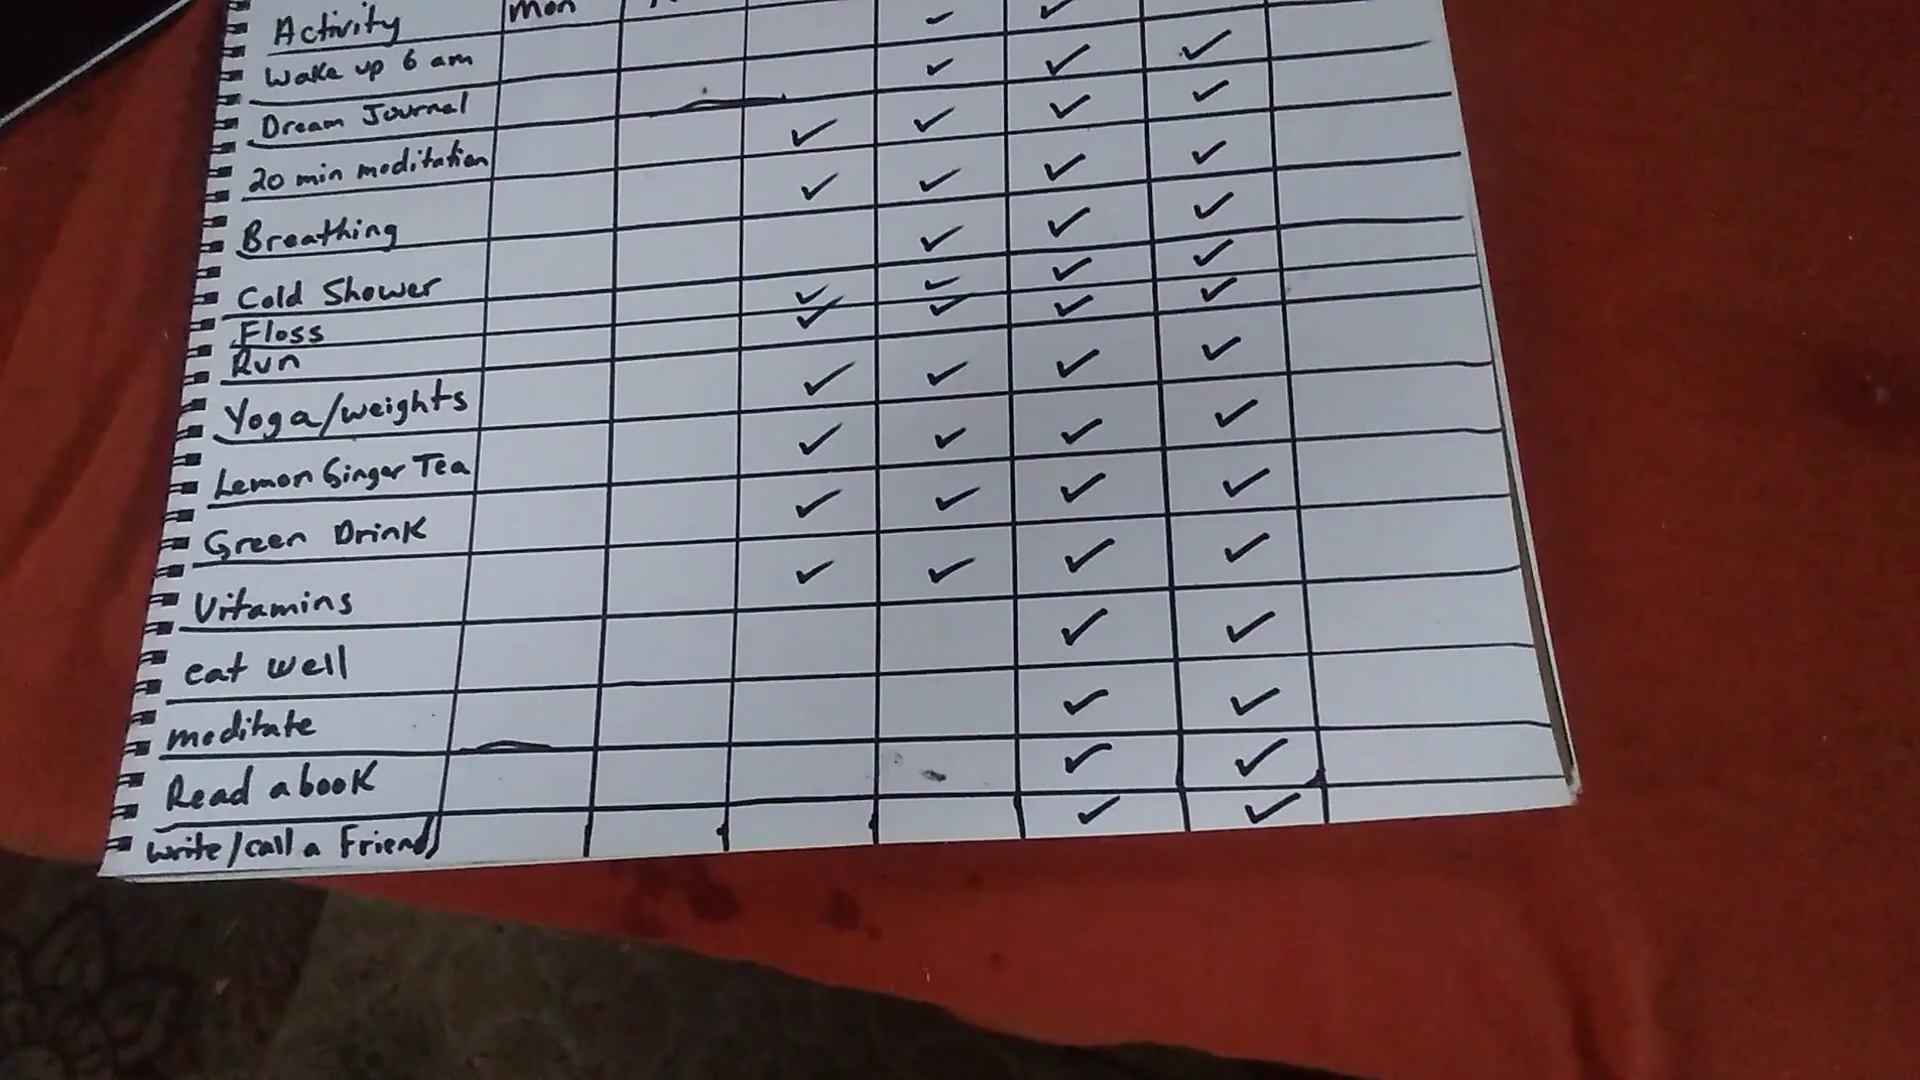 Activity Mon
Wake up 6 am
Dream Journal
20 min meditation
Breathing
Cold Shower
Floss
Run
Yoga/weights
Lemon Ginger Tea
Green Drink
Vitamins
eat well
meditate
Read a book
write/call a Friend